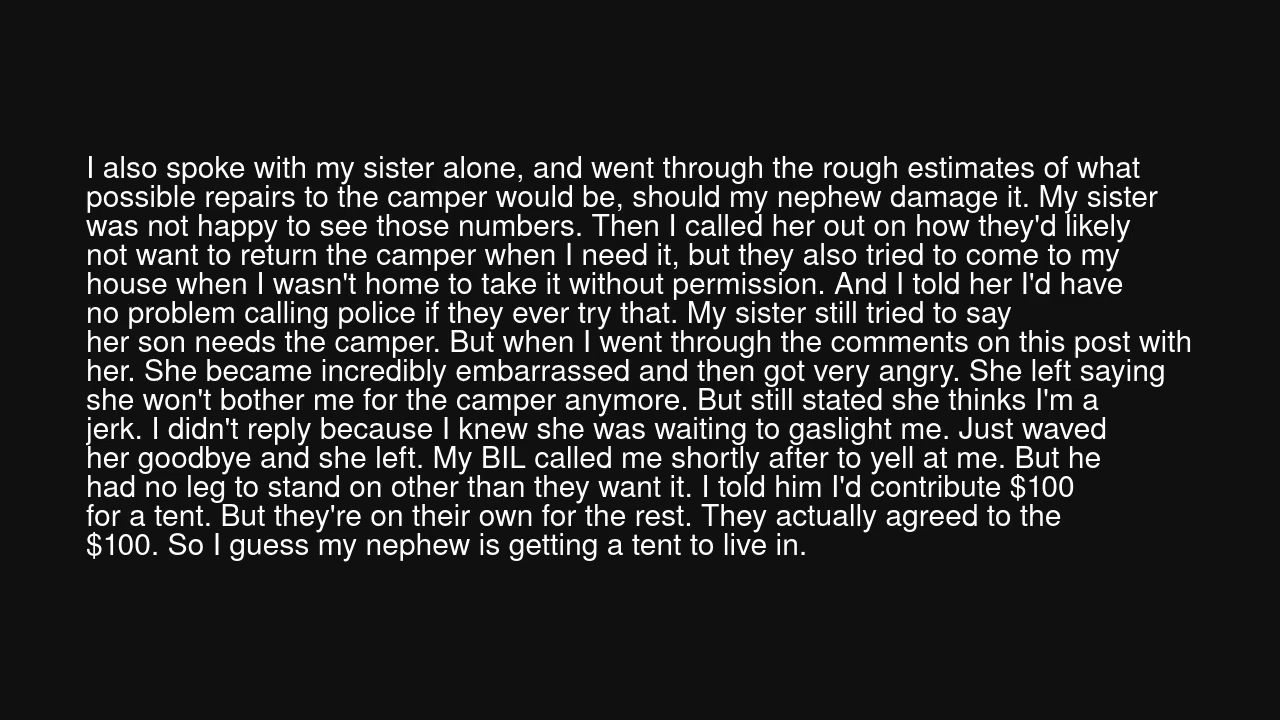 I also spoke with my sister alone, and went through the rough estimates of what
possible repairs to the camper would be, should my nephew damage it. My sister
was not happy to see those numbers. Then I called her out on how they'd likely
not want to return the camper when I need it, but they also tried to come to my
house when I wasn't home to take it without permission. And I told her I'd have
no problem calling police if they ever try that. My sister still tried to say
her son needs the camper. But when I went through the comments on this post with
her. She became incredibly embarrassed and then got very angry. She left saying
she won't bother me for the camper anymore. But still stated she thinks I'm a
jerk. I didn't reply because I knew she was waiting to gaslight me. Just waved
her goodbye and she left. My BIL called me shortly after to yell at me. But he
had no leg to stand on other than they want it. I told him I'd contribute $100
for a tent. But they're on their own for the rest. They actually agreed to the
$100. So I guess my nephew is getting a tent to live in.